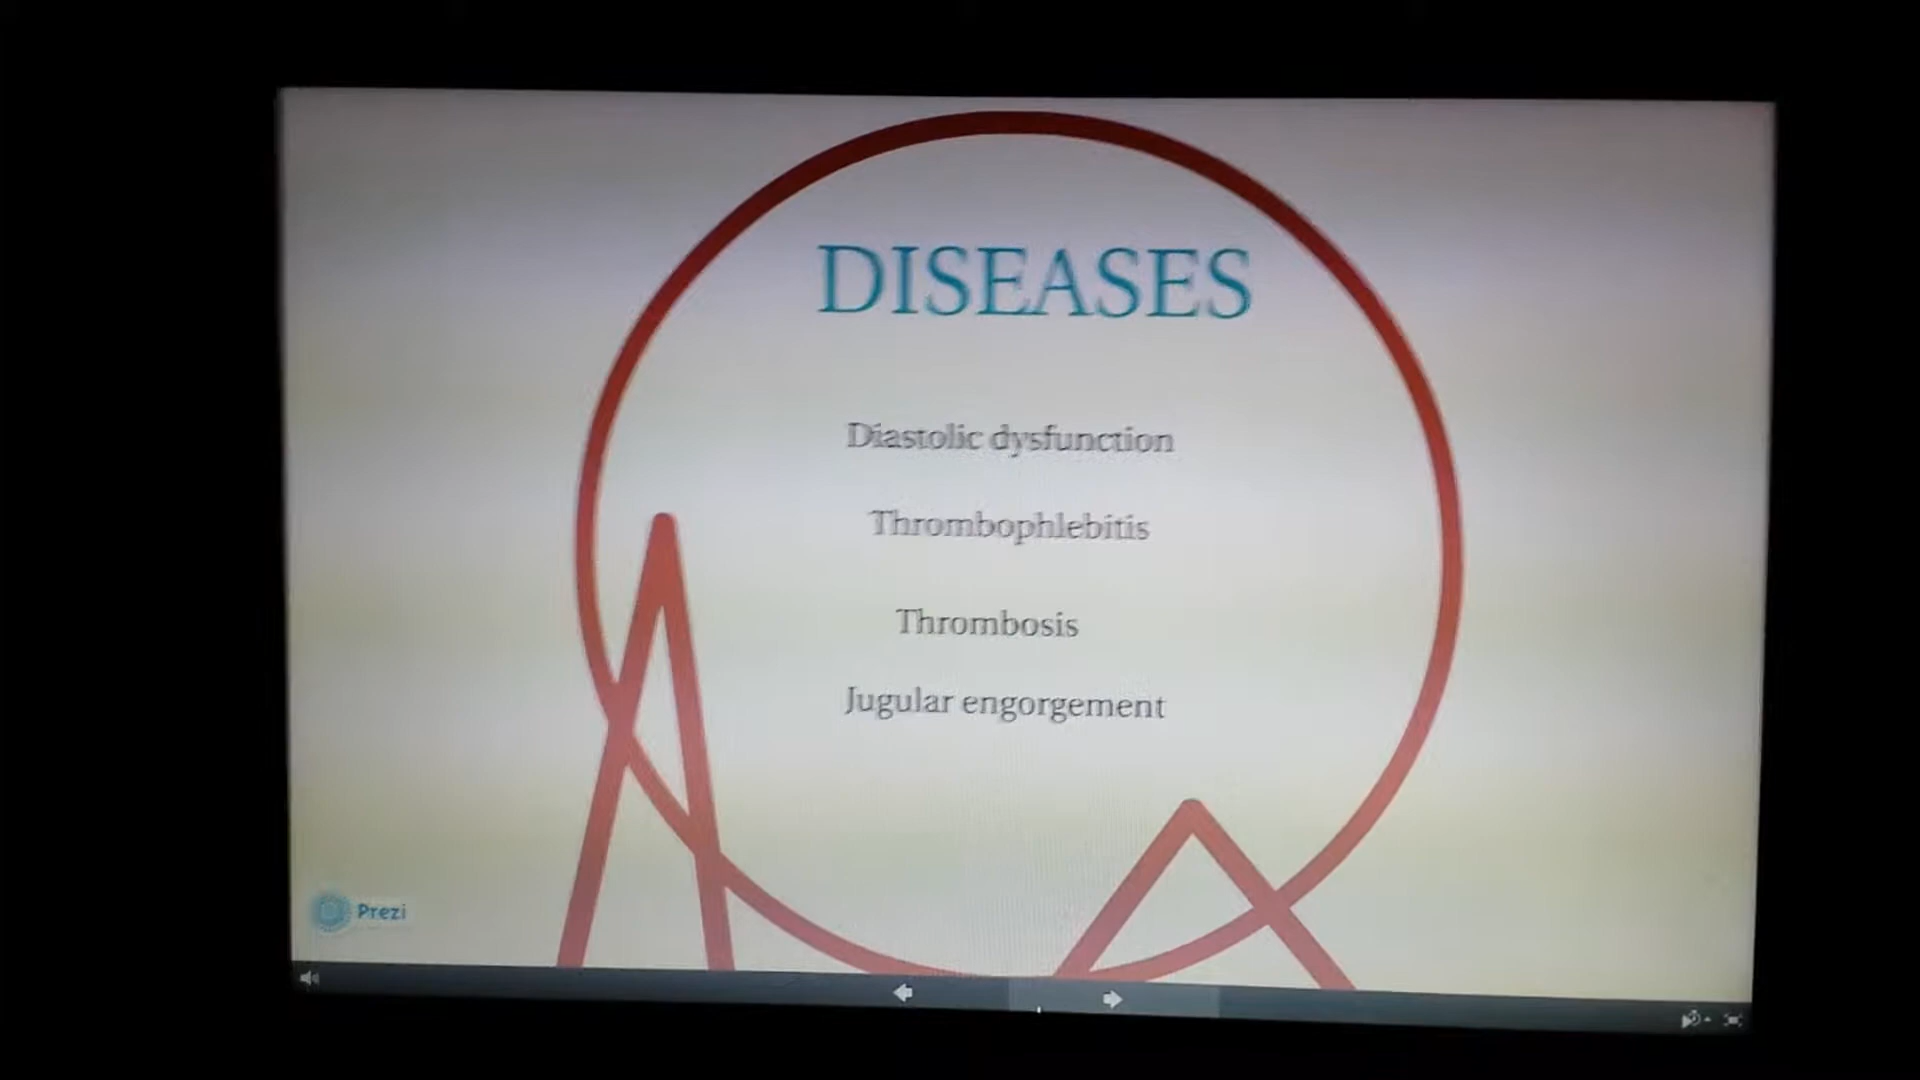 DISEASES
Diastolic dysfunction
Thrombophlebitis
Thrombosis
Jugular engorgement
Prezi